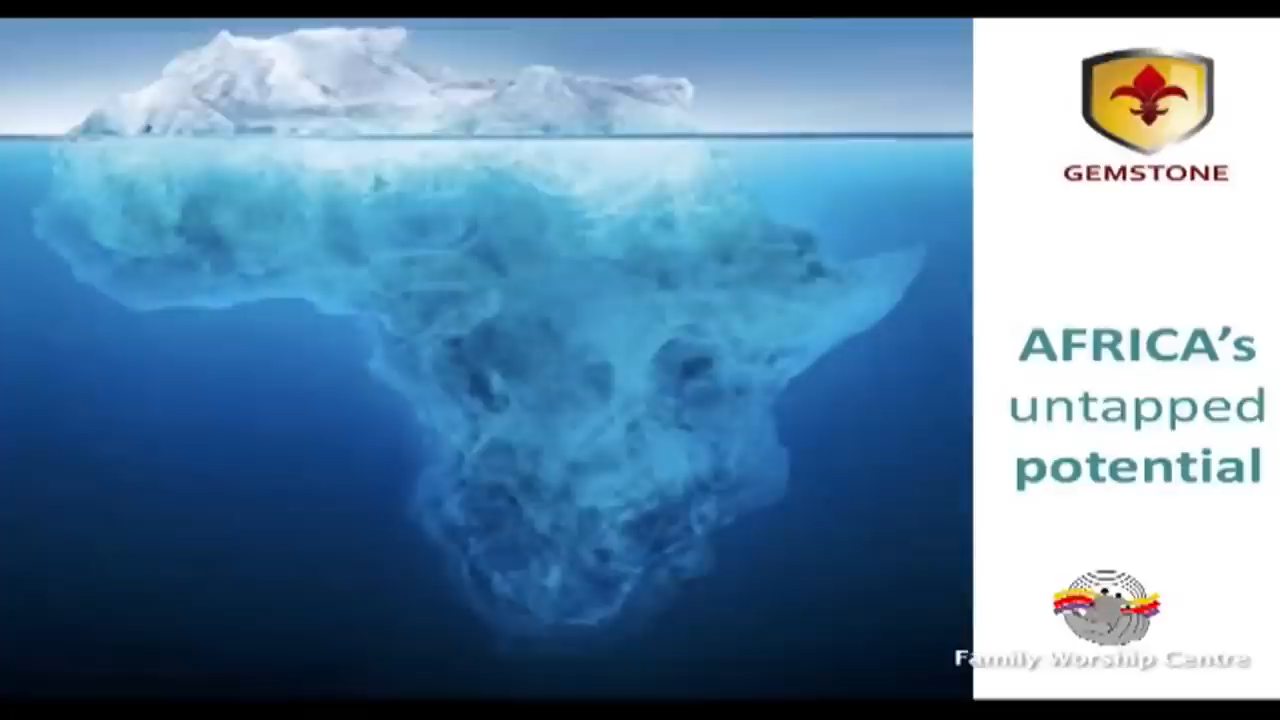 GEMSTONE
AFRICA's
untapped
potential
Family Worship Centre